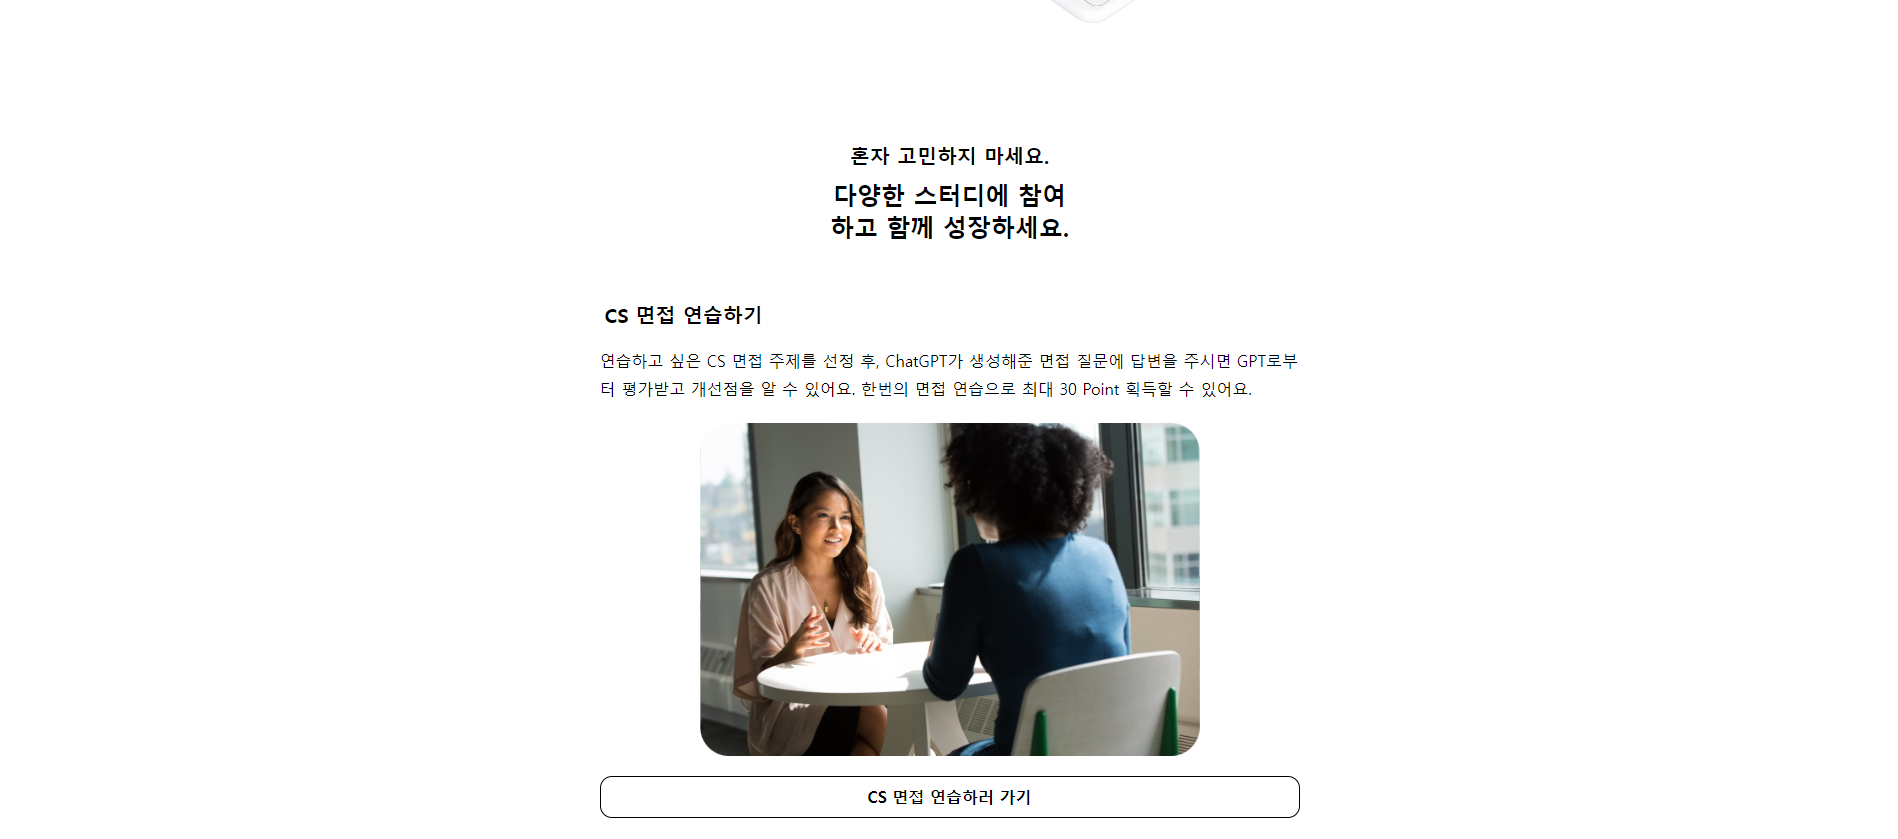 혼자 고민하지 마세요.
다양한 스터디에 참여
하고 함께 성장하세요.
CS 면접 연습하기
연습하고 싶은 CS 면접 주제를 선정 후, ChatGPT가 생성해준 면접 질문에 답변을 주시면 GPT로부
터 평가받고 개선점을 알 수 있어요. 한번의 면접 연습으로 최대 30 Point 획득할 수 있어요.
CS 면접 연습하러 가기